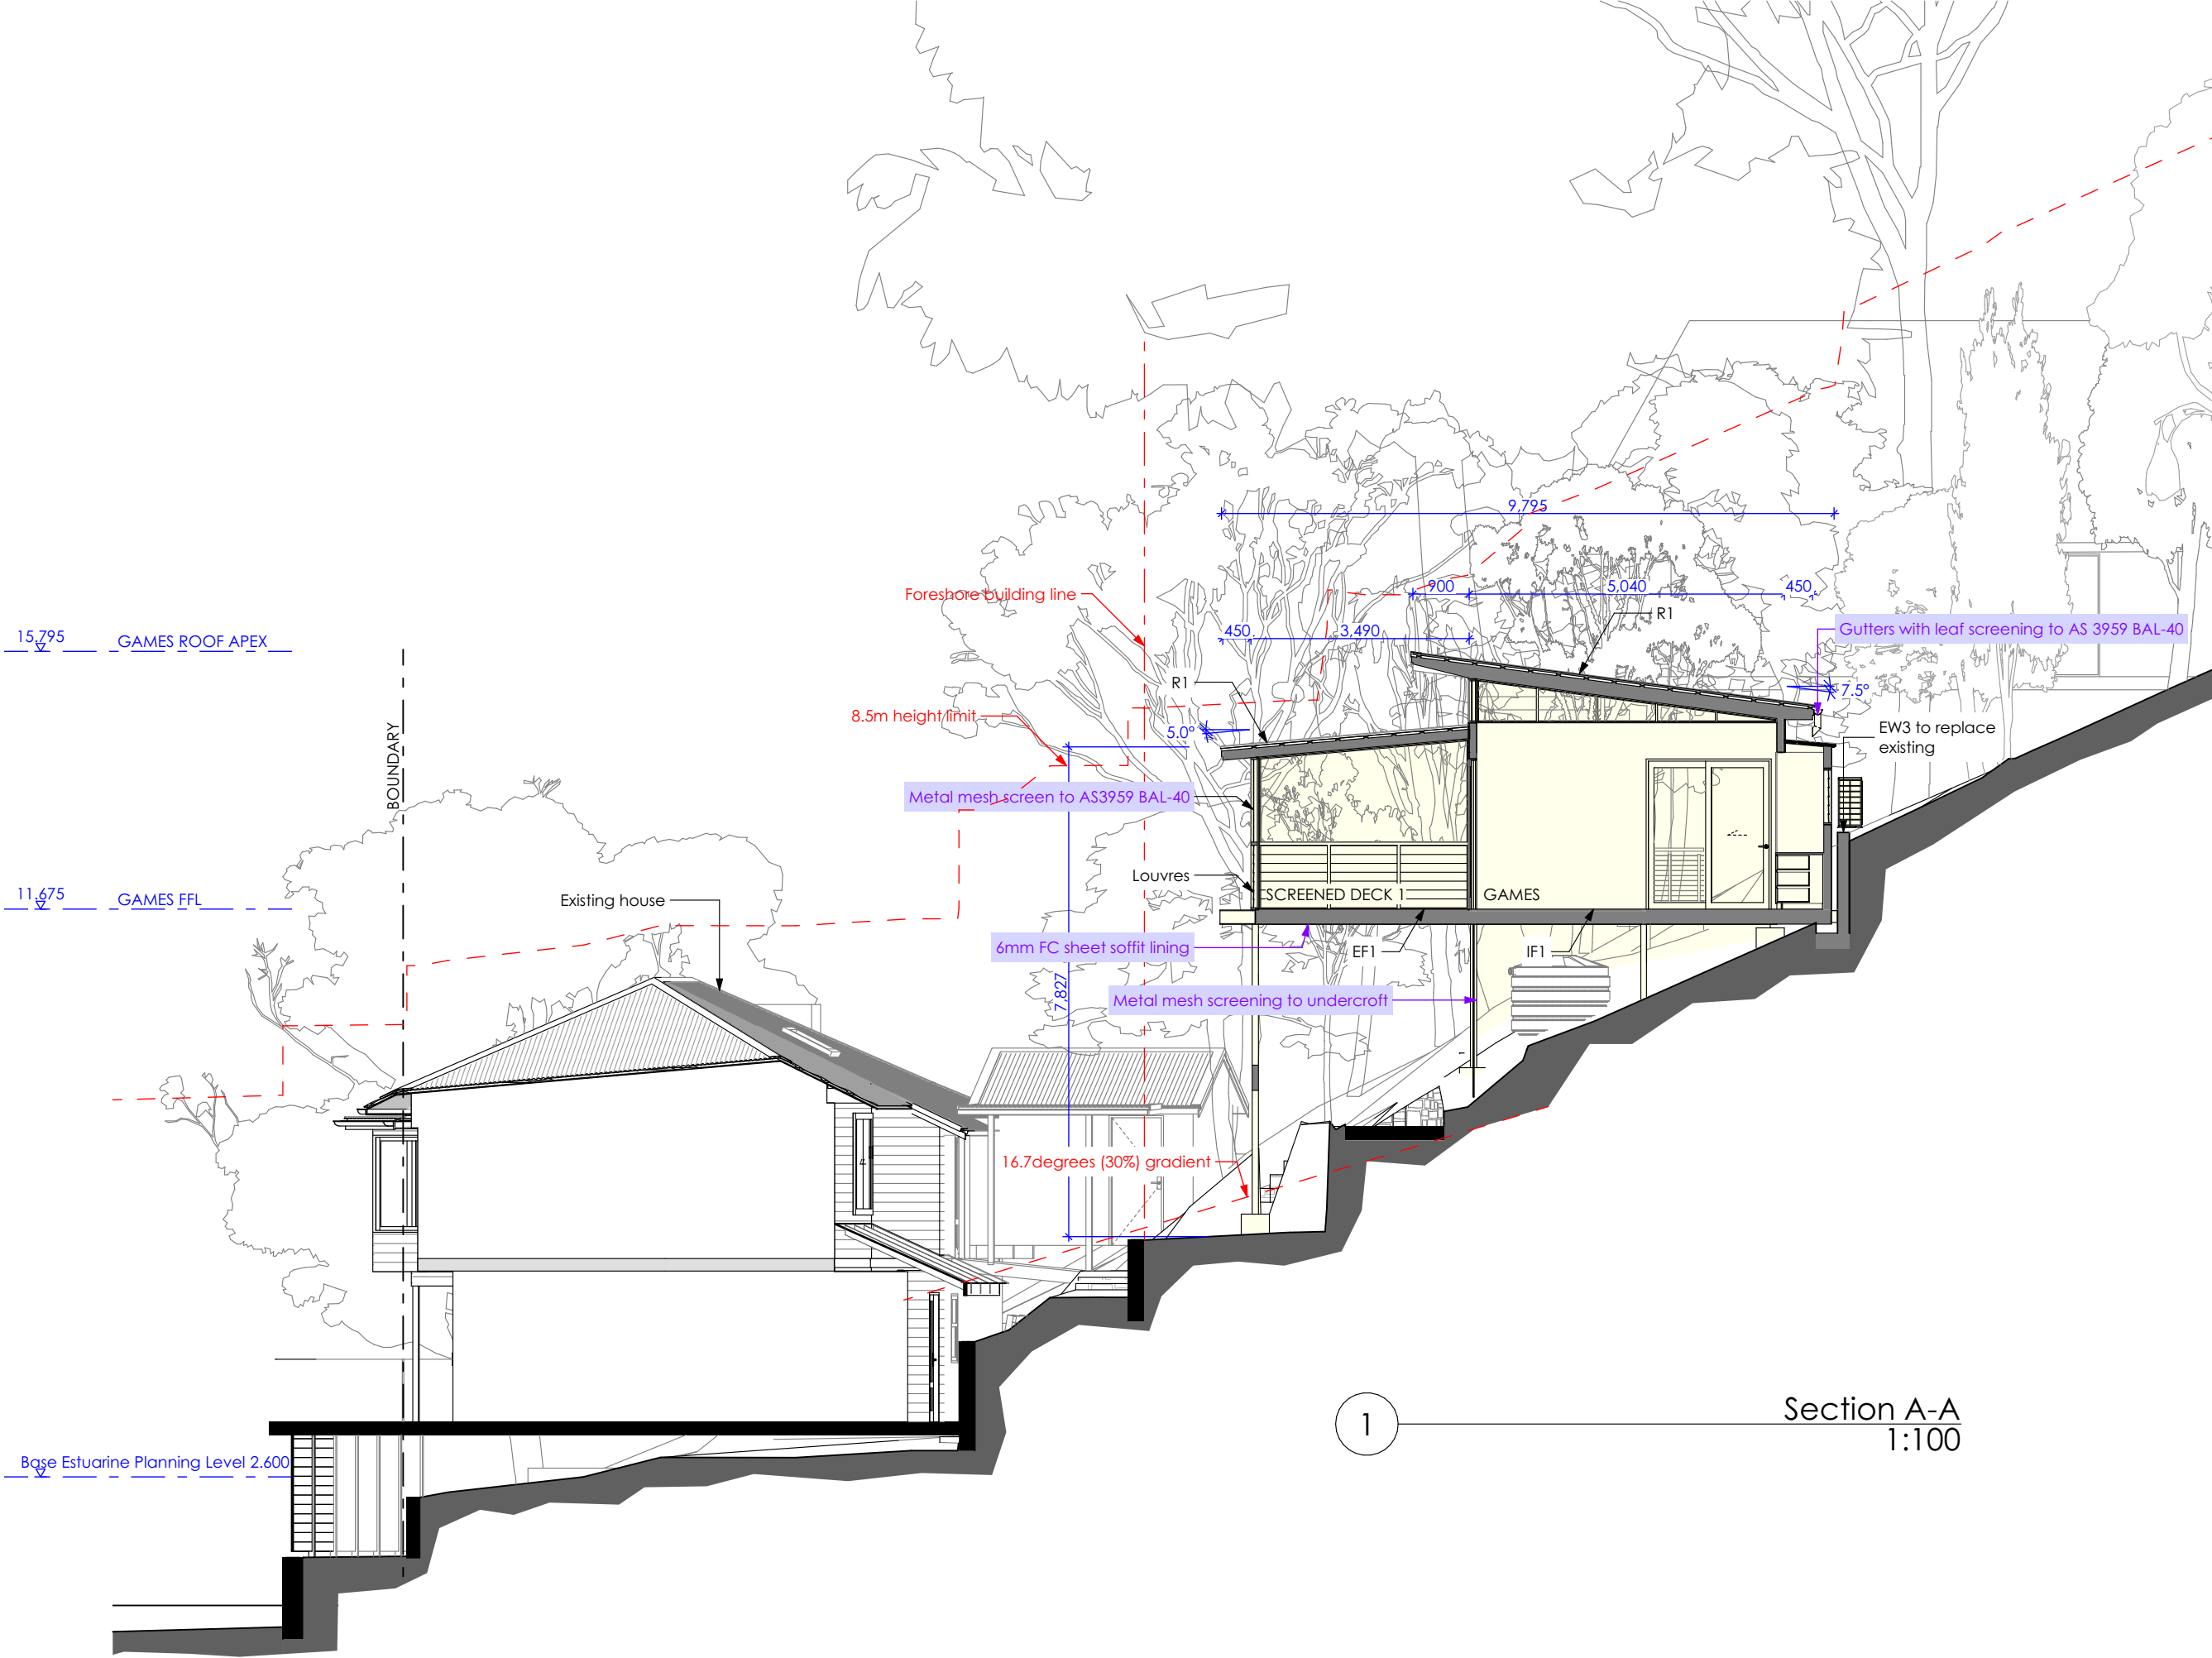 9,795
Foreshore building line
900
5,040
450
R1
15,795
GAMES ROOF APEX
450
3,490
Gutters with leaf screening to AS 3959 BAL-40
R1
7.5°
8.5m height limit
5.0°
EW3 to replace
existing
BOUNDARY
Metal mesh screen to AS3959 BAL-40
Louvres
11,675
GAMES FFL
Existing house
SCREENED DECK 1
GAMES
6mm FC sheet soffit lining
EF1
IF1
7,827
Metal mesh screening to undercroft
16.7degrees (30%) gradient
1
Section A-A
1:100
Base Estuarine Planning Level 2.600